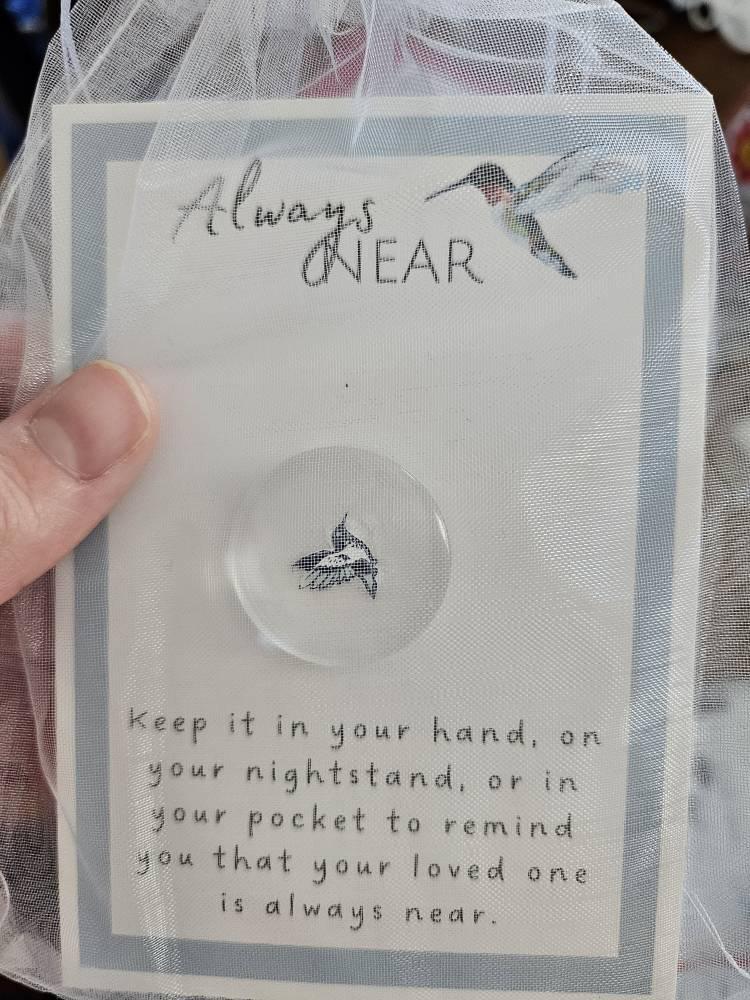 Always
NEAR
Keep it in your hand, on
your nightstand, or in
your pocket to remind
you that your loved one
is always near.